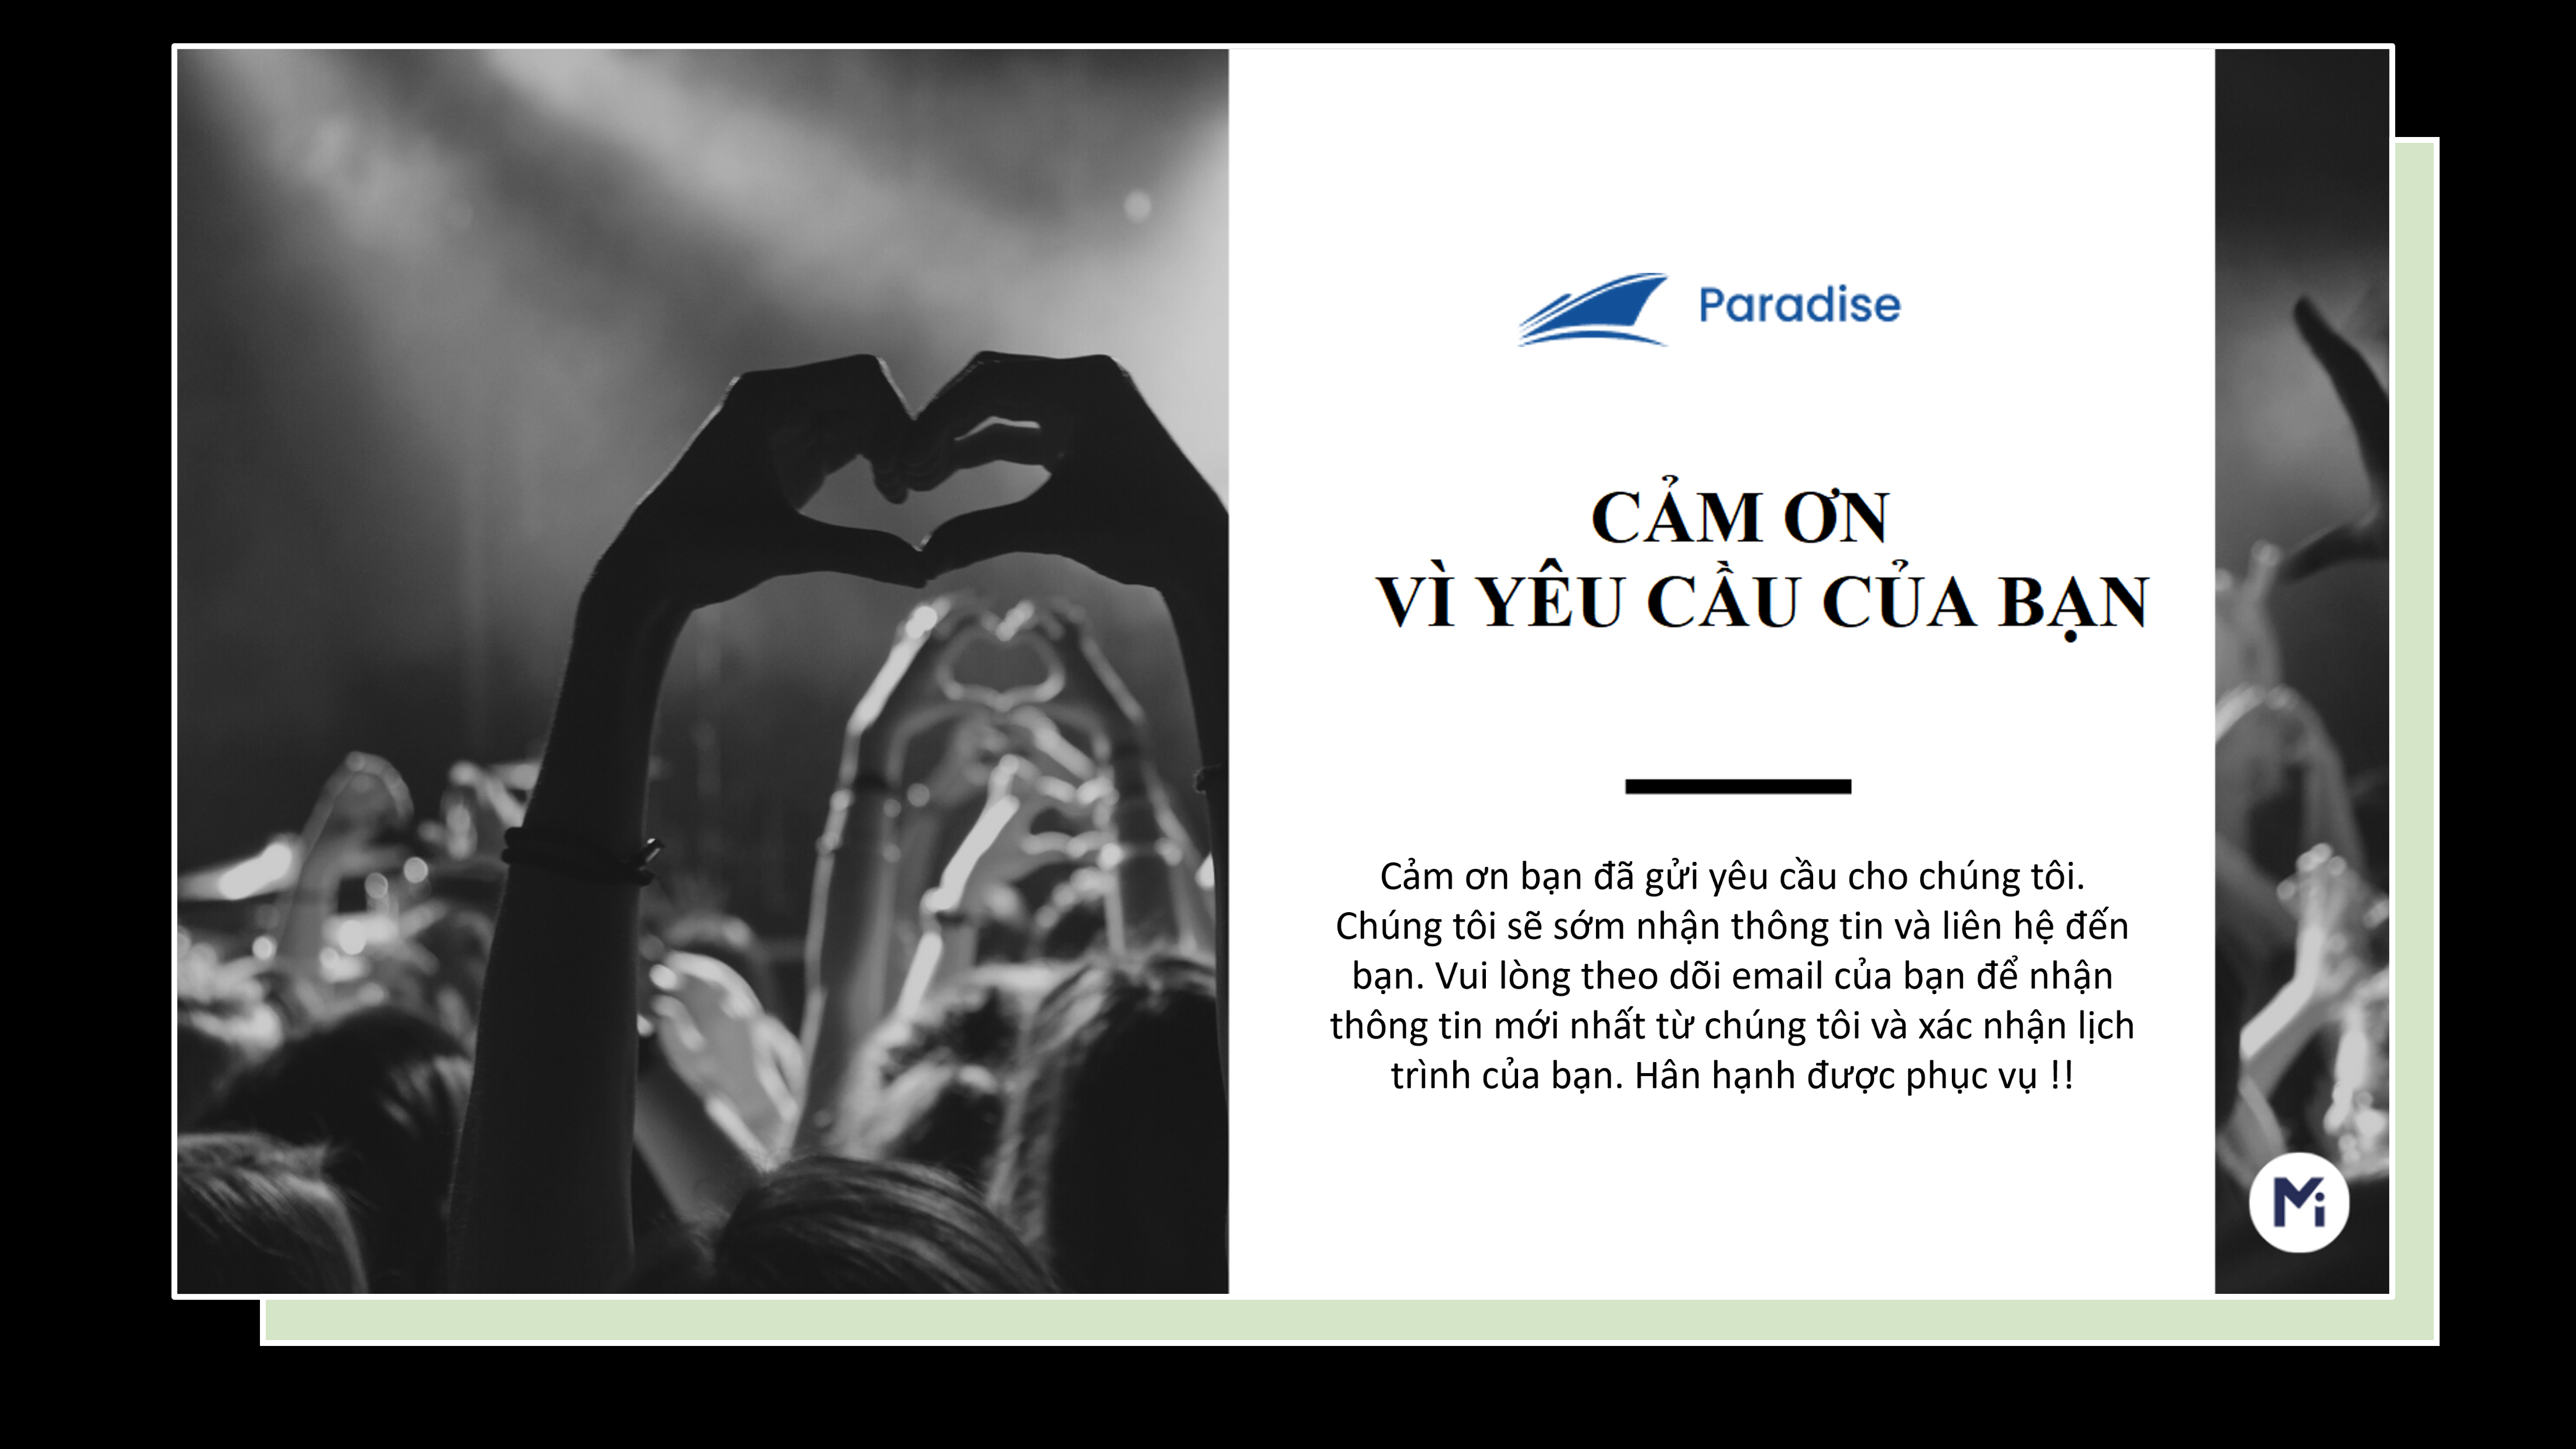 Paradise
CẢM ƠN
VÌ YÊU CẦU CỦA BẠN
Cảm ơn bạn đã gửi yêu cầu cho chúng tôi.
Chúng tôi sẽ sớm nhận thông tin và liên hệ đến
bạn. Vui lòng theo dõi email của bạn để nhận
thông tin mới nhất từ chúng tôi và xác nhận lịch
trình của bạn. Hân hạnh được phục vụ !!
Mi